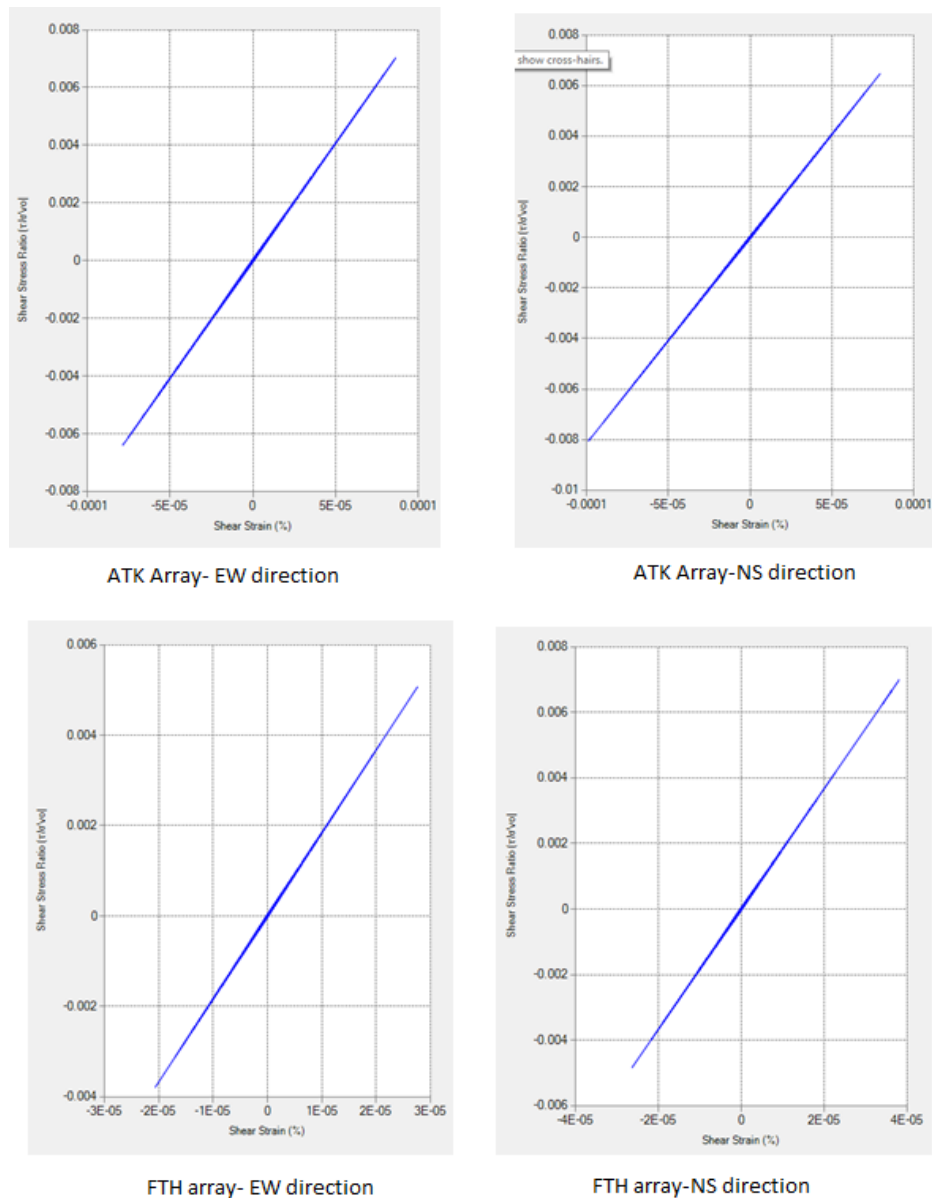 0.008
0.006
0.004
0.002
0
-0.002
-0.004
-0.006
-0.008
-0.0001
-5E-05
0
5E-05
0.0001
Shear Stress Ratio [τ/σ'vo]
Shear Strain (%)
ATK Array- EW direction
show cross-hairs.
0.008
0.006
0.004
0.002
0
-0.002
-0.004
-0.006
-0.008
-0.01
-0.0001
-5E-05
0
5E-05
0.0001
Shear Stress Ratio [τ/σ'vo]
Shear Strain (%)
ATK Array-NS direction
0.006
0.004
0.002
0
-0.002
-0.004
-3E-05
-2E-05
-1E-05
0
1E-05
2E-05
3E-05
Shear Stress Ratio [τ/σ'vo]
Shear Strain (%)
FTH array- EW direction
0.008
0.006
0.004
0.002
0
-0.002
-0.004
-0.006
-4E-05
-2E-05
0
2E-05
4E-05
Shear Stress Ratio [τ/σ'vo]
Shear Strain (%)
FTH array-NS direction